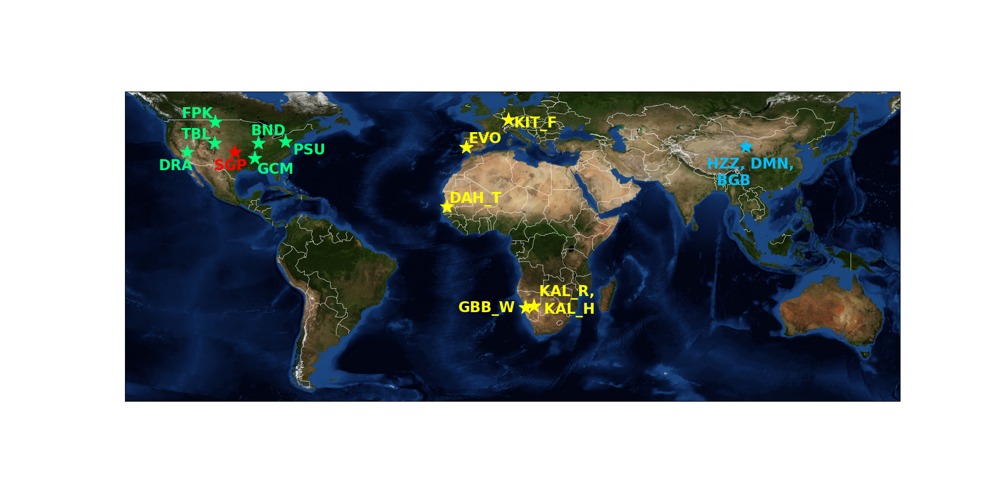 FPK
KIT_F
BND
TBL
EVO
PSU
DRA
SGP
GCM
HZZ, DMN,
BGB
DAH_T
KAL_R,
GBB_W
KAL_H